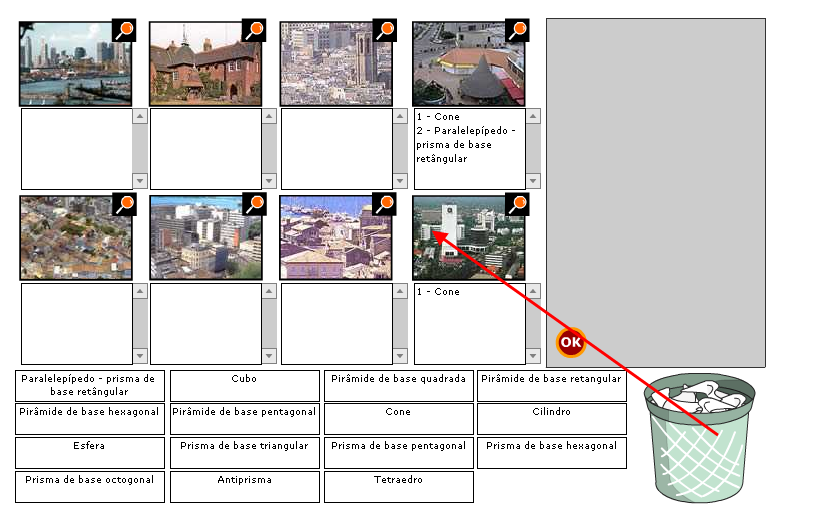 1 - Cone
2 - Paralelepípedo -
prisma de base
retângular
1 - Cone
OK
Paralelepípedo - prisma de
base retângular
Cubo
Pirâmide de base quadrada
Pirâmide de base retangular
Pirâmide de base hexagonal
Pirâmide de base pentagonal
Cone
Cilindro
Esfera
Prisma de base triangular
Prisma de base pentagonal
Prisma de base hexagonal
Prisma de base octogonal
Antiprisma
Tetraedro